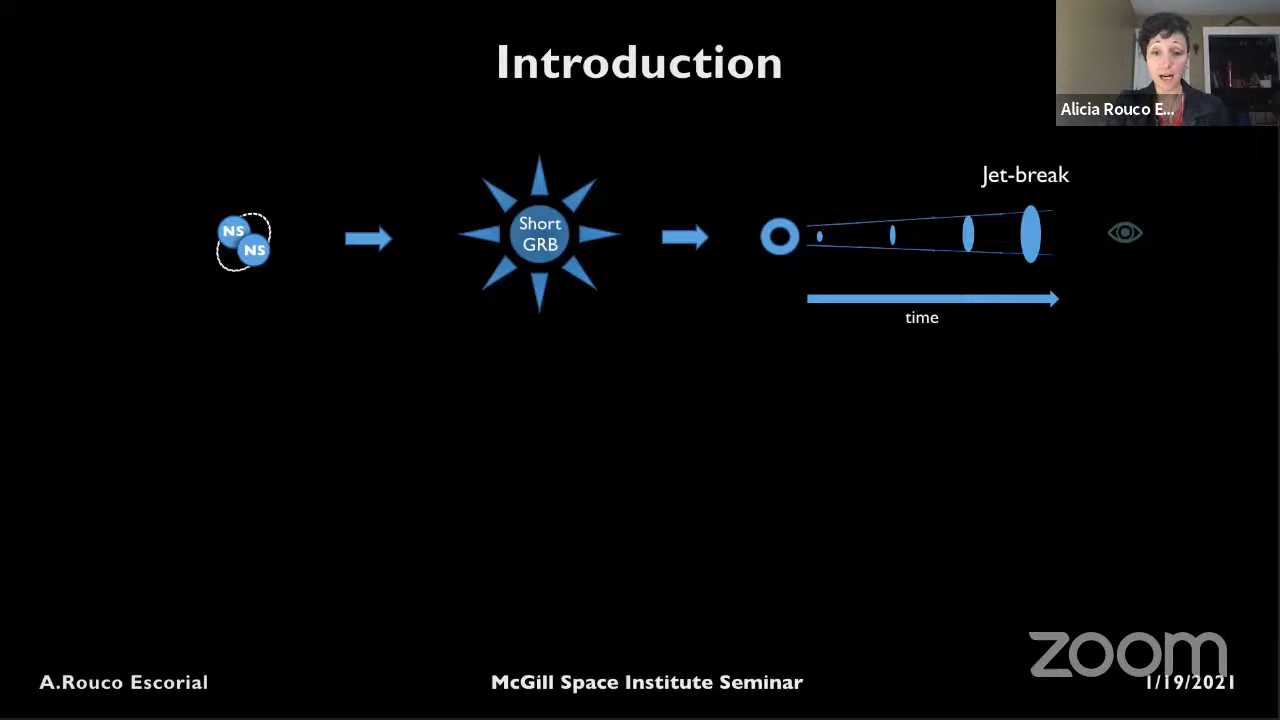 Introduction
Alicia Rouco E...
Jet-break
NS
NS
Short
GRB
time
zoom
A.Rouco Escorial
McGill Space Institute Seminar
1/19/2021